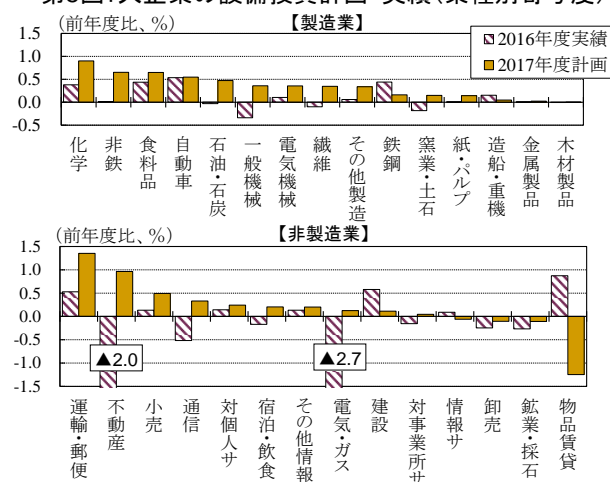 第3図:大企業の設備投資計画・実績(業種別寄与度)
(前年度比、%)
【製造業】
2016年度実績
2017年度計画
1.5
1.0
0.5
0.0
-0.5
化学
非鉄
食料品
自動車
石油・石炭
一般機械
電気機械
繊維
その他製造
鉄鋼
窯業・土石
紙・パルプ
造船・重機
金属製品
木材製品
(前年度比、%)
【非製造業】
1.5
1.0
0.5
0.0
-0.5
-1.0
-1.5
▲2.0
▲2.7
運輸・郵便
不動産
小売
通信
対個人サ
宿泊・飲食
その他情報
電気・ガス
建設
対事業所サ
情報サ
卸売
鉱業・採石
物品賃貸